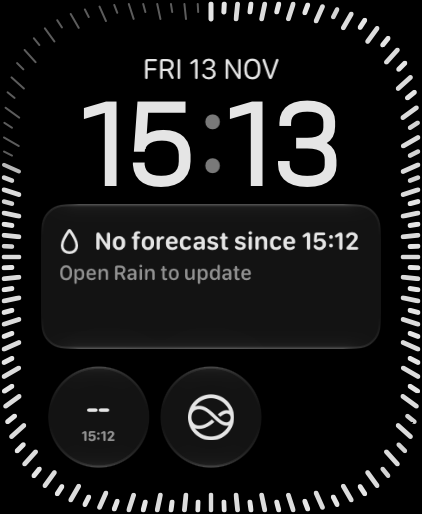 FRI 13 NOV
15:13
No forecast since 15:12
Open Rain to update
--
15:12